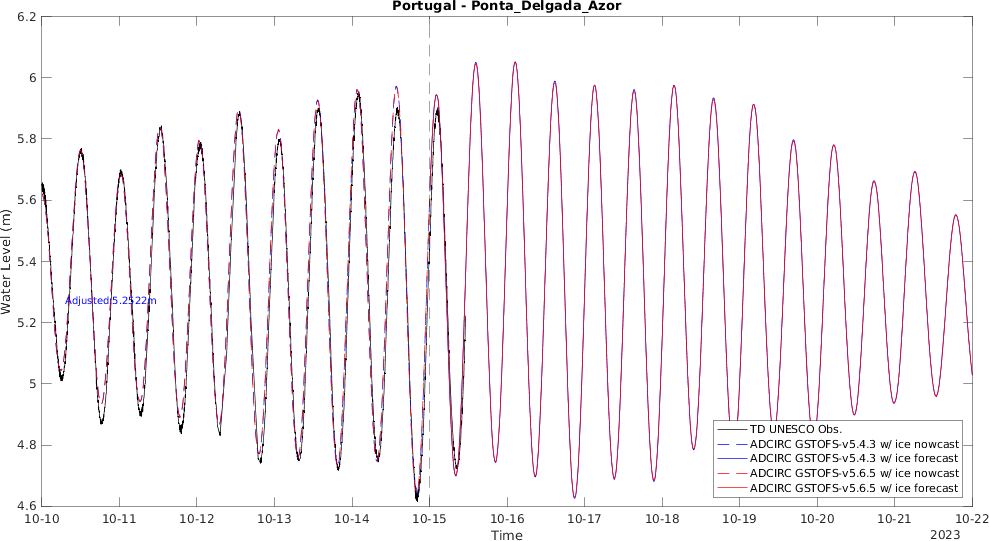 Portugal - Ponta_Delgada_Azor
6.2
6
5.8
5.6
5.4
5.2
5
4.8
4.6
Water Level (m)
Adjusted 5.2522m
TD UNESCO Obs.
ADCIRC GSTOFS-v5.4.3 w/ ice nowcast
ADCIRC GSTOFS-v5.4.3 w/ ice forecast
ADCIRC GSTOFS-v5.6.5 w/ ice nowcast
ADCIRC GSTOFS-v5.6.5 w/ ice forecast
10-10 10-11 10-12 10-13 10-14 10-15 10-16 10-17 10-18 10-19 10-20 10-21 10-22
Time
2023